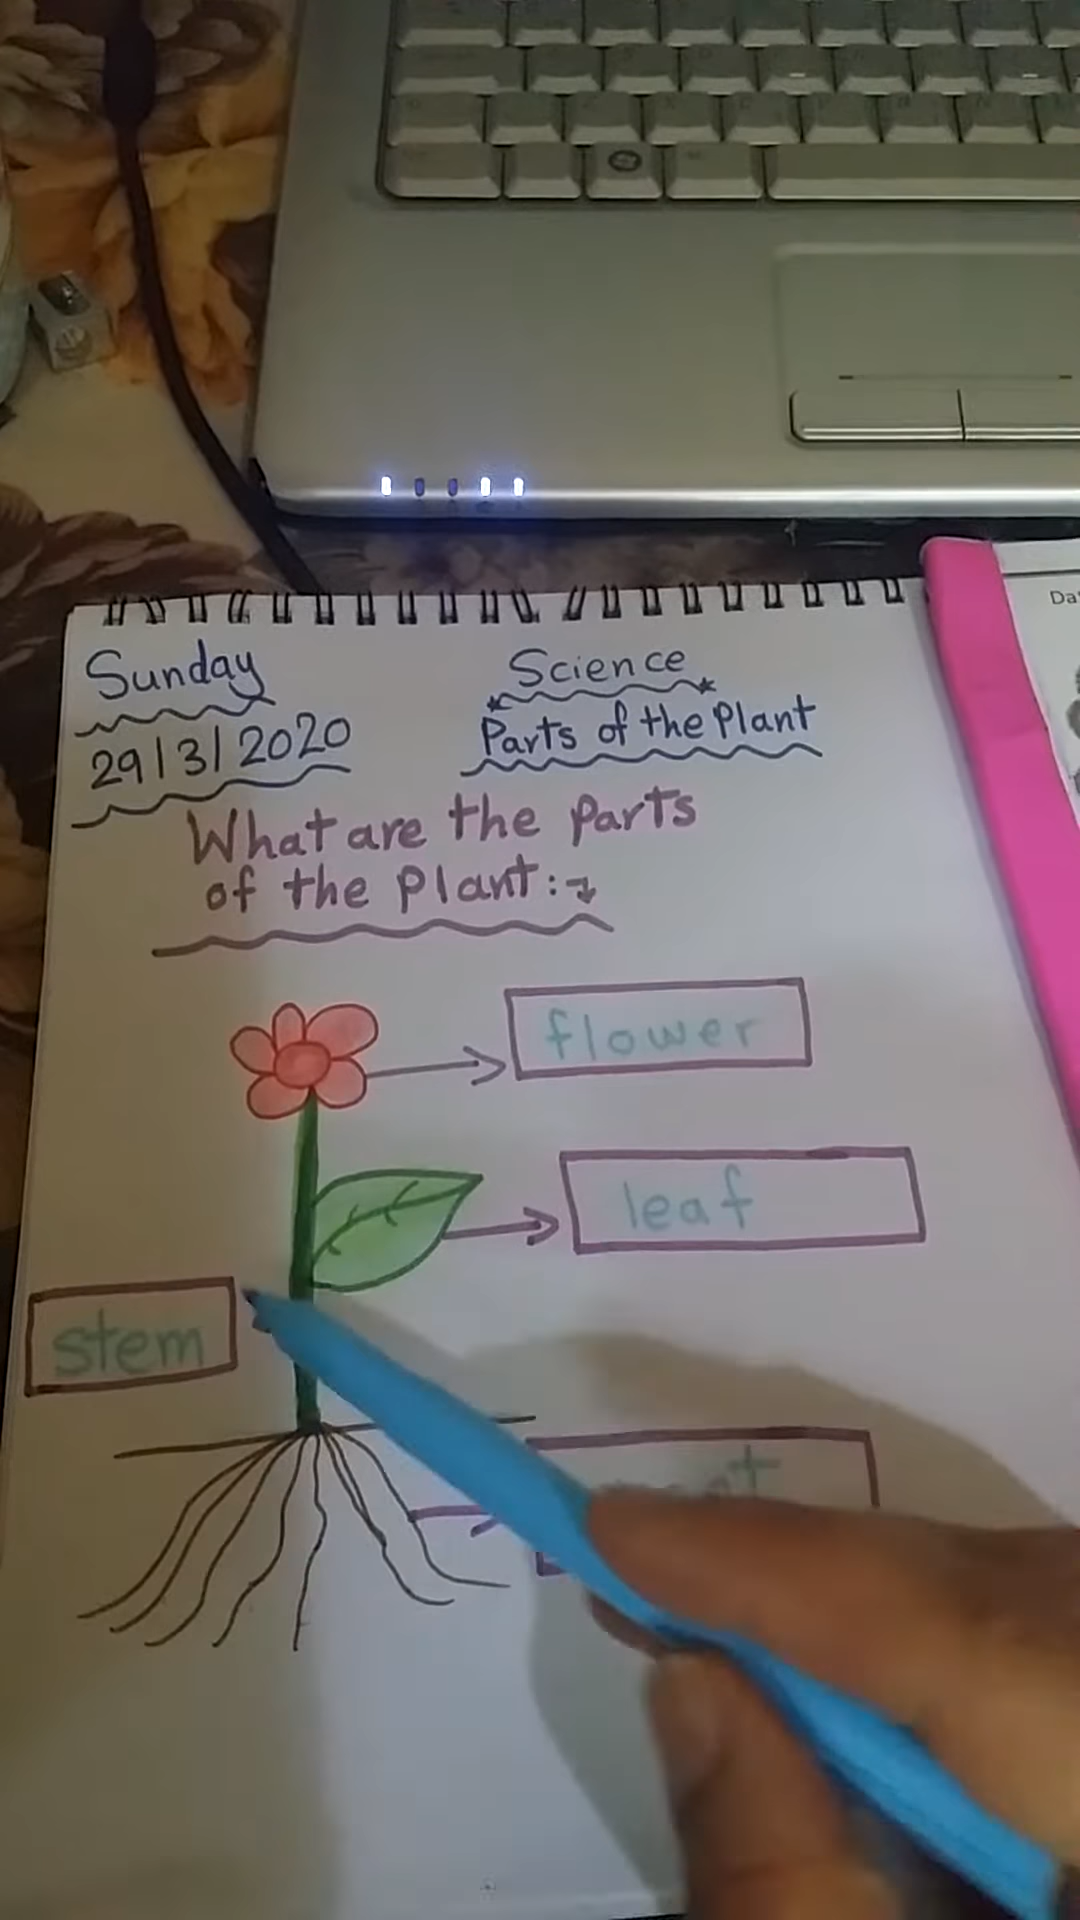 Sunday
29/3/2020
Science
Parts of the Plant
What are the parts
of the plant:
flower
leaf
stem
Da